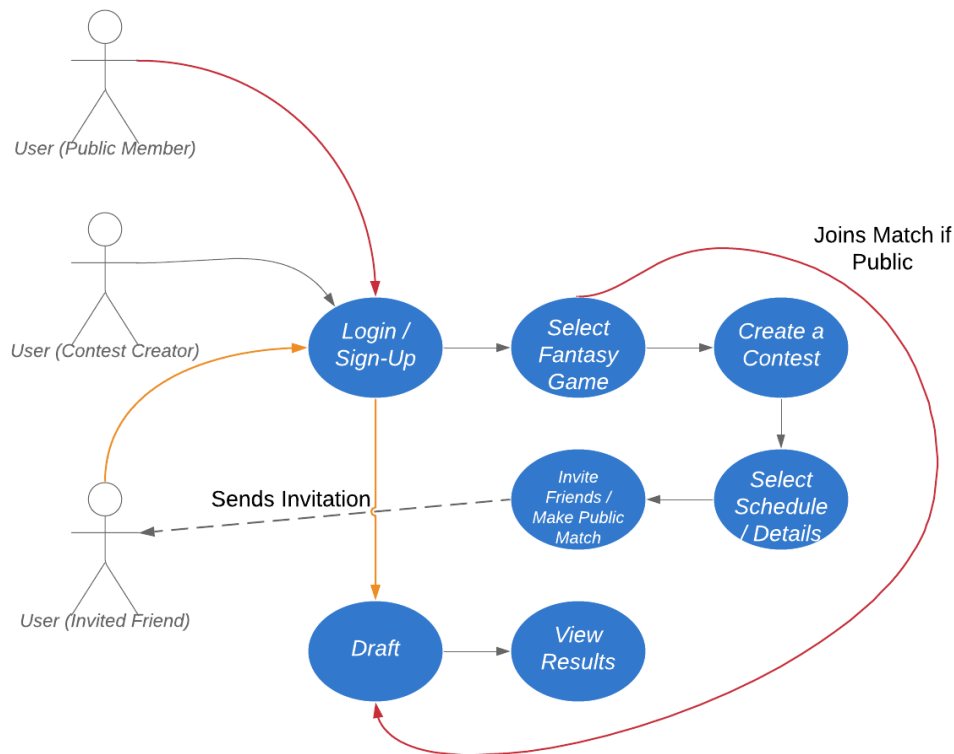 User (Public Member)
Joins Match if
Public
User (Contest Creator)
Login /
Sign-Up
Select
Fantasy
Game
Create a
Contest
Sends Invitation
Invite
Friends /
Make Public
Match
Select
Schedule
/ Details
User (Invited Friend)
Draft
View
Results